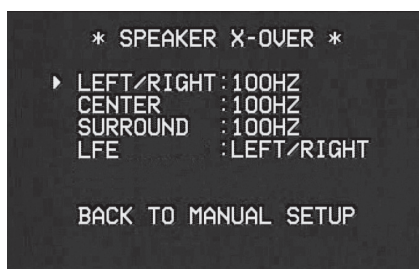 * SPEAKER X-OVER *
LEFT/RIGHT:100HZ
CENTER :100HZ
SURROUND :100HZ
LFE :LEFT/RIGHT
BACK TO MANUAL SETUP